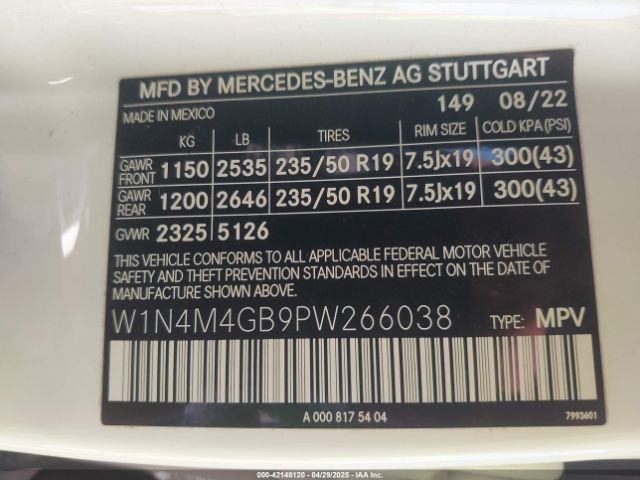 MFD BY MERCEDES-BENZ AG STUTTGART
MADE IN MEXICO 149 08/22
KG LB TIRES RIM SIZE COLD KPA(PSI)
GAWR FRONT 1150 2535 235/50 R19 7.5Jx19 300(43)
GAWR REAR 1200 2646 235/50 R19 7.5Jx19 300(43)
GVWR 2325 5126
THIS VEHICLE CONFORMS TO ALL APPLICABLE FEDERAL MOTOR VEHICLE
SAFETY AND THEFT PREVENTION STANDARDS IN EFFECT ON THE DATE OF
MANUFACTURE SHOWN ABOVE.
W1N4M4GB9PW266038 TYPE: MPV
A 000 817 54 04 7993601
000-42148120 - 04/29/2025 - IAAI.COM